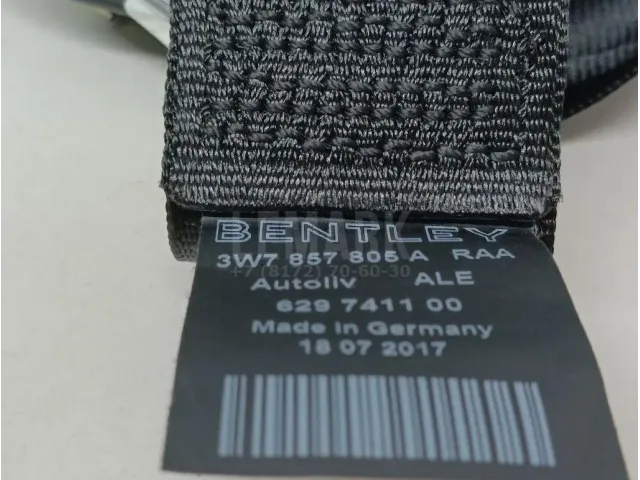 BENTLEY
3W7 857 805 A RAA
+7 (8172) 70-60-30
Autoliv ALE
629 7411 00
Made in Germany
18 07 2017